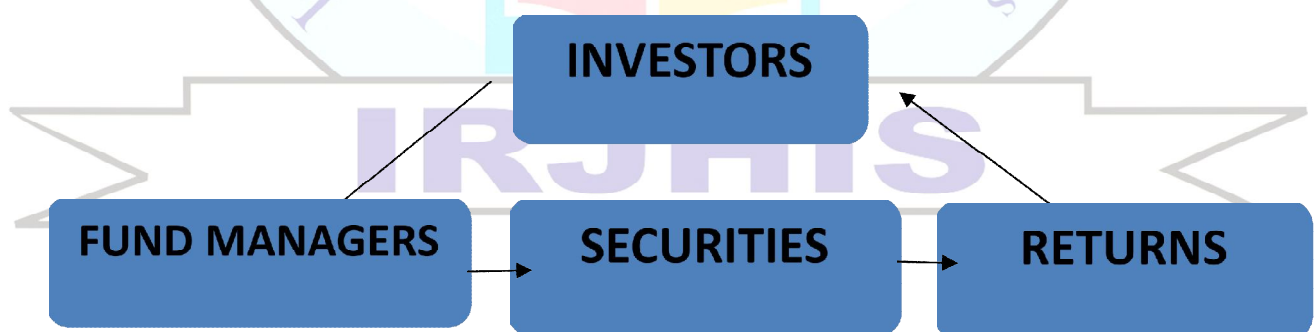 INVESTORS
IRJHIS
FUND MANAGERS
SECURITIES
RETURNS